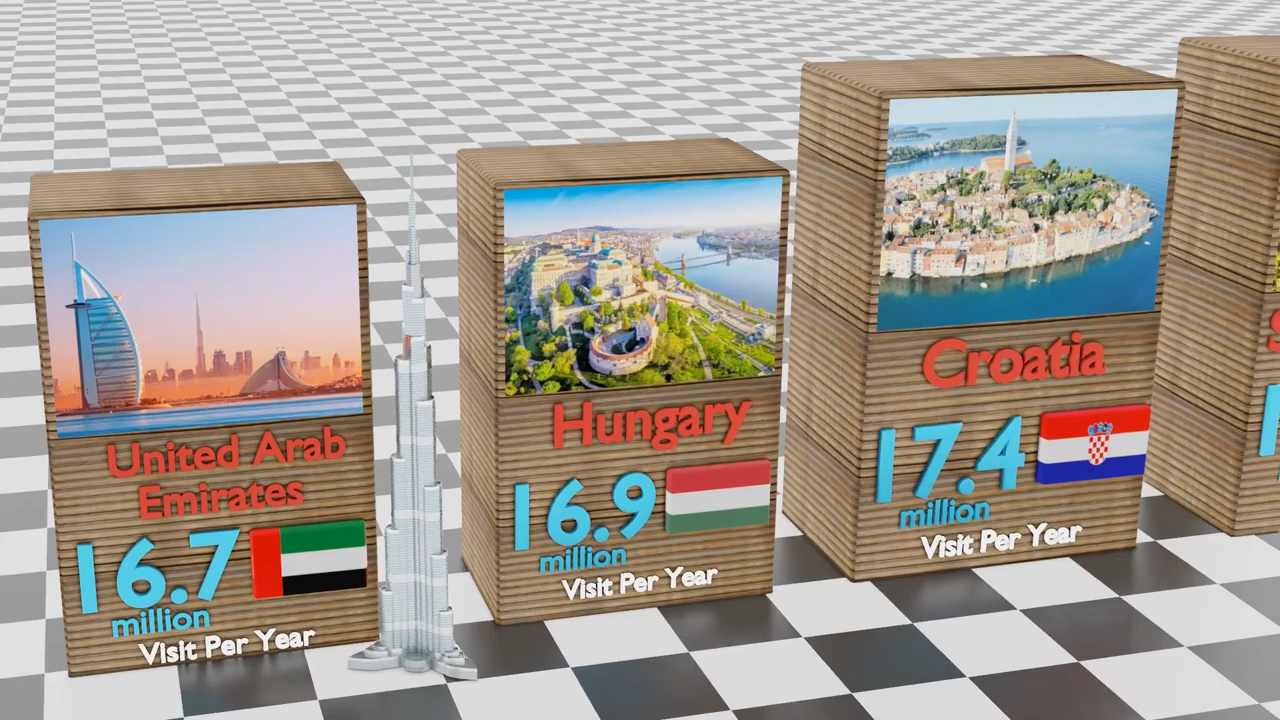 United Arab
Emirates
16.7
million
Visit Per Year
Hungary
16.9
million
Visit Per Year
Croatia
17.4
million
Visit Per Year